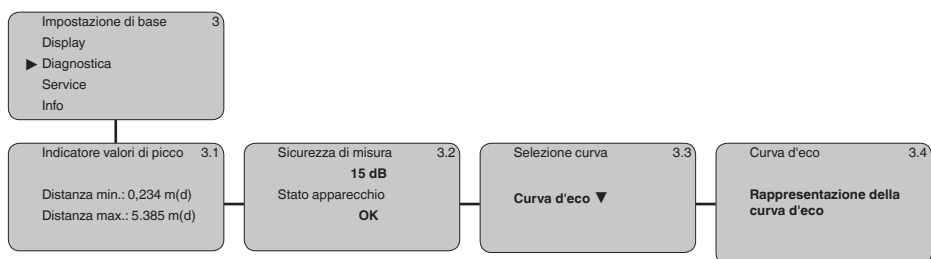 Impostazione di base 3
Display
▶ Diagnostica
Service
Info
Indicatore valori di picco 3.1
Distanza min.: 0,234 m(d)
Distanza max.: 5.385 m(d)
Sicurezza di misura 3.2
15 dB
Stato apparecchio
OK
Selezione curva 3.3
Curva d'eco ▼
Curva d'eco 3.4
Rappresentazione della
curva d'eco